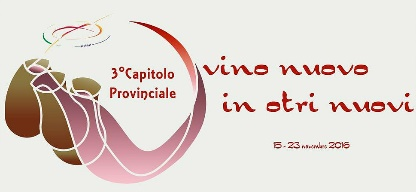 3°Capitolo
Provinciale
vino nuovo
in otri nuovi
15 - 23 novembre 2016